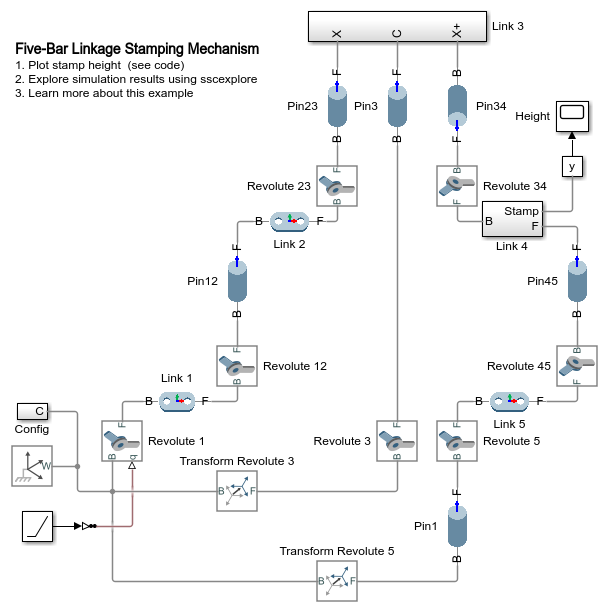 Five-Bar Linkage Stamping Mechanism
1. Plot stamp height  (see code)
2. Explore simulation results using sscexplore
3. Learn more about this example
X C X+
Link 3
F F B
Pin23 Pin3 Pin34
Height
B B F
y
F B
Revolute 23 Revolute 34
B F
B F
Link 2
B Stamp
F
Link 4
F F
Pin12 Pin45
B B
F B
Revolute 12 Revolute 45
B F
Link 1
B F
B F
Link 5
C
Config
F F F
Revolute 1 Revolute 3 Revolute 5
B q B B
W
Transform Revolute 3
B F
F
Pin1
B
Transform Revolute 5
B F